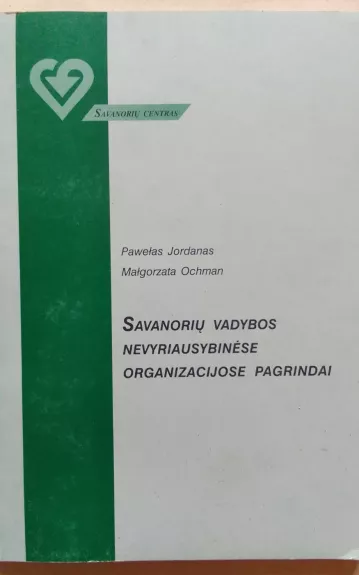 SAVANORIŲ CENTRAS
Pawełas Jordanas
Małgorzata Ochman
SAVANORIŲ VADYBOS
NEVYRIAUSYBINĖSE
ORGANIZACIJOSE PAGRINDAI